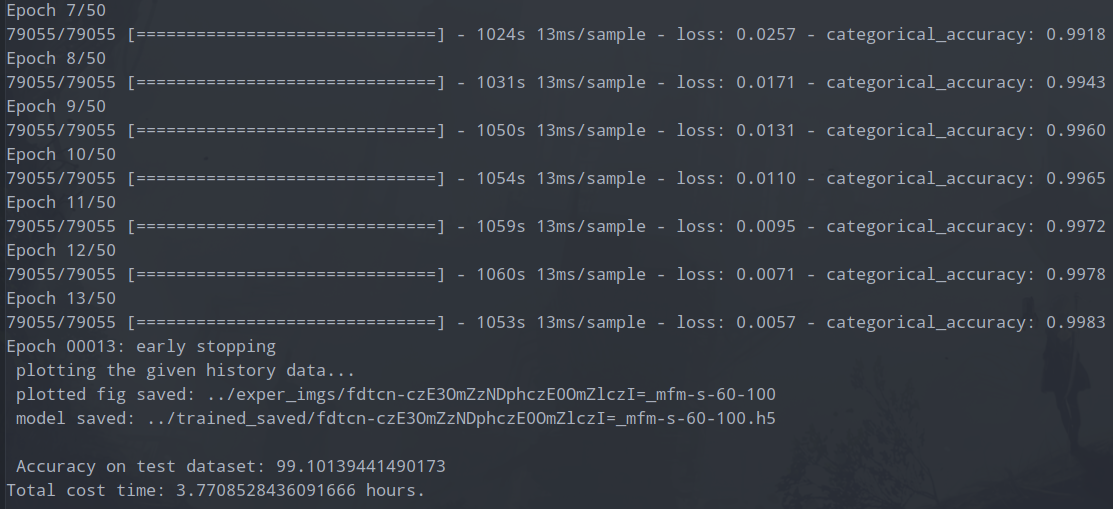 Epoch 7/50
79055/79055 [==============================] - 1024s 13ms/sample - loss: 0.0257 - categorical_accuracy: 0.9918
Epoch 8/50
79055/79055 [==============================] - 1031s 13ms/sample - loss: 0.0171 - categorical_accuracy: 0.9943
Epoch 9/50
79055/79055 [==============================] - 1050s 13ms/sample - loss: 0.0131 - categorical_accuracy: 0.9960
Epoch 10/50
79055/79055 [==============================] - 1054s 13ms/sample - loss: 0.0110 - categorical_accuracy: 0.9965
Epoch 11/50
79055/79055 [==============================] - 1059s 13ms/sample - loss: 0.0095 - categorical_accuracy: 0.9972
Epoch 12/50
79055/79055 [==============================] - 1060s 13ms/sample - loss: 0.0071 - categorical_accuracy: 0.9978
Epoch 13/50
79055/79055 [==============================] - 1053s 13ms/sample - loss: 0.0057 - categorical_accuracy: 0.9983
Epoch 00013: early stopping
plotting the given history data...
plotted fig saved: ../exper_imgs/fdtcn-czE3OmZzNDphczE0OmZlczI=_mfm-s-60-100
model saved: ../trained_saved/fdtcn-czE3OmZzNDphczE0OmZlczI=_mfm-s-60-100.h5
Accuracy on test dataset: 99.10139441490173
Total cost time: 3.7708528436091666 hours.